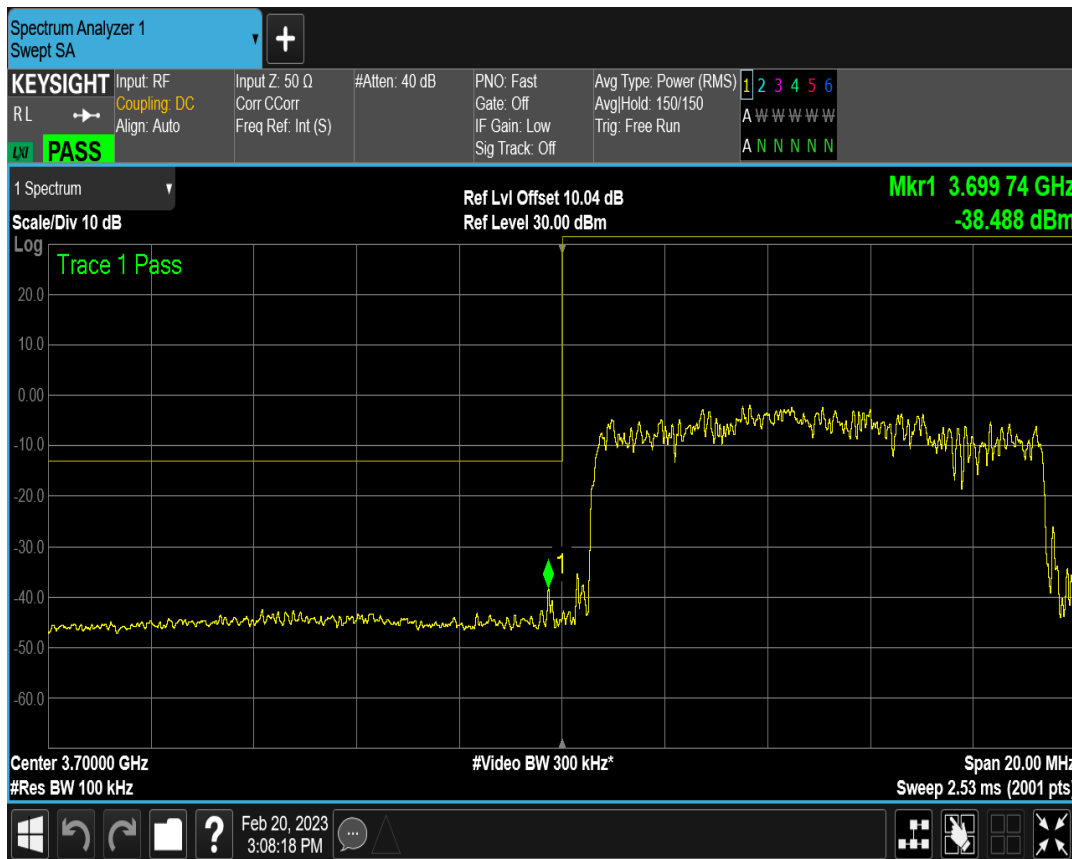 Spectrum Analyzer 1
Swept SA
+
KEYSIGHT
RL
LXI PASS
Input: RF
Coupling: DC
Align: Auto
Input Z: 50 Ω
Corr CCorr
Freq Ref: Int (S)
#Atten: 40 dB
PNO: Fast
Gate: Off
IF Gain: Low
Sig Track: Off
Avg Type: Power (RMS)
Avg|Hold: 150/150
Trig: Free Run
1 2 3 4 5 6
A W W W W W
A N N N N N
1 Spectrum
Scale/Div 10 dB
Ref Lvl Offset 10.04 dB
Ref Level 30.00 dBm
Mkr1 3.699 74 GHz
-38.488 dBm
Log
Trace 1 Pass
20.0
10.0
0.00
-10.0
-20.0
-30.0
1
-40.0
-50.0
-60.0
Center 3.70000 GHz
#Res BW 100 kHz
#Video BW 300 kHz*
Span 20.00 MHz
Sweep 2.53 ms (2001 pts)
?
Feb 20, 2023
3:08:18 PM